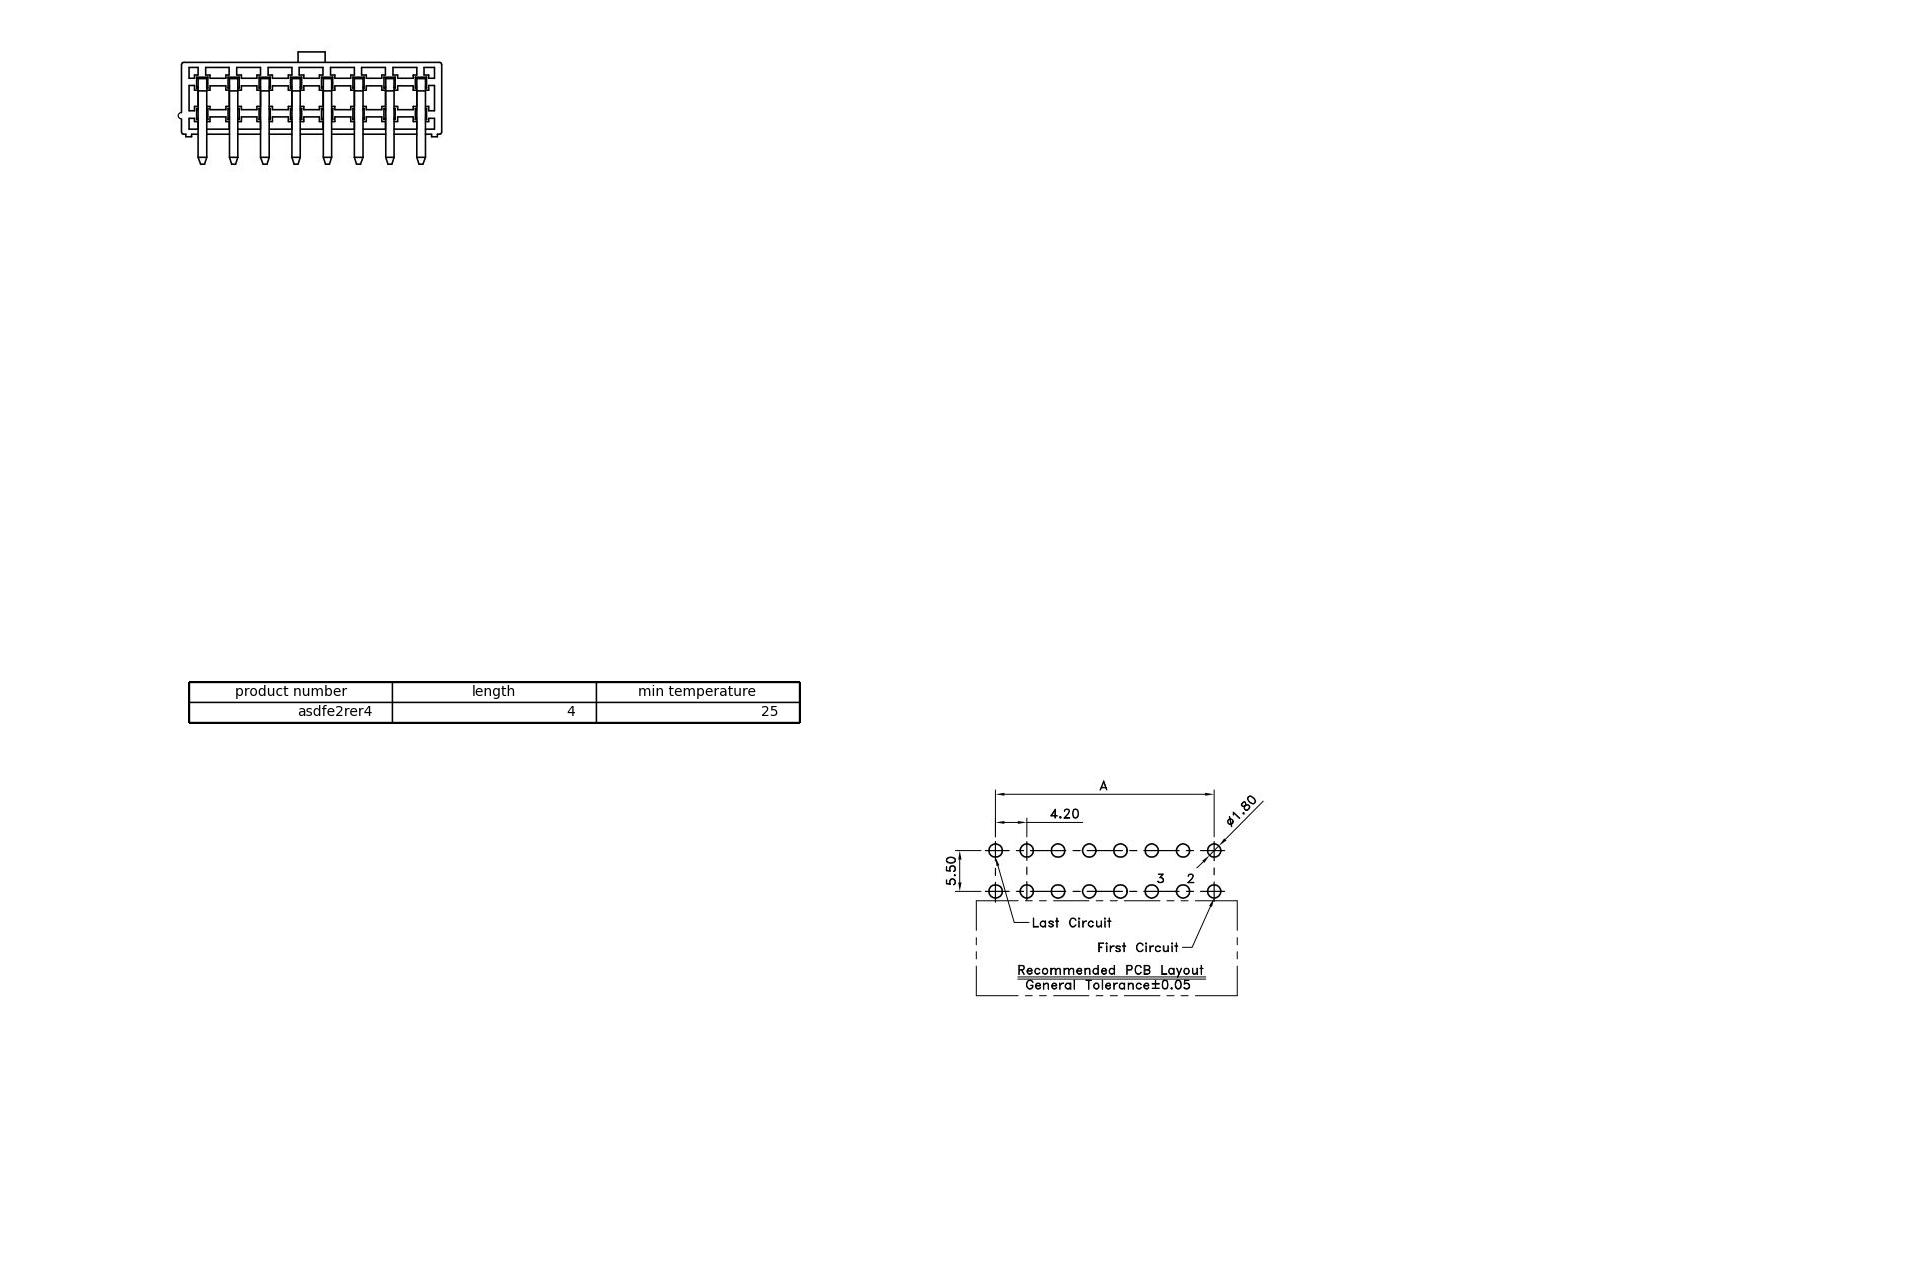 product number length min temperature
asdfe2rer4 4 25
A
4.20
ø1.80
5.50
3 2
Last Circuit
First Circuit
Recommended PCB Layout
General Tolerance±0.05